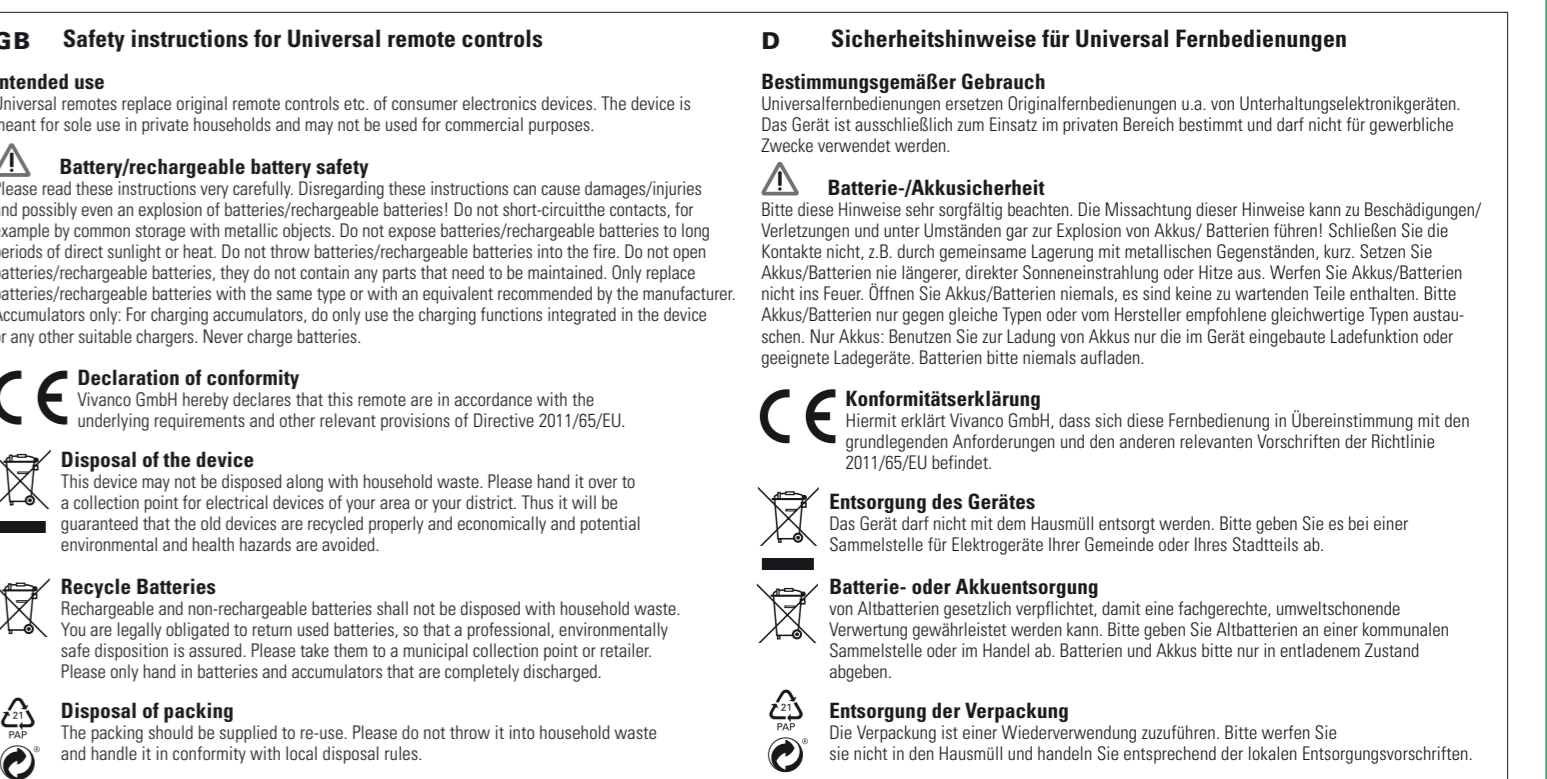 GB Safety instructions for Universal remote controls
ntended use
Universal remotes replace original remote controls etc. of consumer electronics devices. The device is
meant for sole use in private households and may not be used for commercial purposes.
Battery/rechargeable battery safety
Please read these instructions very carefully. Disregarding these instructions can cause damages/injuries
and possibly even an explosion of batteries/rechargeable batteries! Do not short-circuitthe contacts, for
example by common storage with metallic objects. Do not expose batteries/rechargeable batteries to long
periods of direct sunlight or heat. Do not throw batteries/rechargeable batteries into the fire. Do not open
batteries/rechargeable batteries, they do not contain any parts that need to be maintained. Only replace
batteries/rechargeable batteries with the same type or with an equivalent recommended by the manufacturer.
Accumulators only: For charging accumulators, do only use the charging functions integrated in the device
or any other suitable chargers. Never charge batteries.
CE Declaration of conformity
Vivanco GmbH hereby declares that this remote are in accordance with the
underlying requirements and other relevant provisions of Directive 2011/65/EU.
Disposal of the device
This device may not be disposed along with household waste. Please hand it over to
a collection point for electrical devices of your area or your district. Thus it will be
guaranteed that the old devices are recycled properly and economically and potential
environmental and health hazards are avoided.
Recycle Batteries
Rechargeable and non-rechargeable batteries shall not be disposed with household waste.
You are legally obligated to return used batteries, so that a professional, environmentally
safe disposition is assured. Please take them to a municipal collection point or retailer.
Please only hand in batteries and accumulators that are completely discharged.
21
PAP
®
Disposal of packing
The packing should be supplied to re-use. Please do not throw it into household waste
and handle it in conformity with local disposal rules.
D Sicherheitshinweise für Universal Fernbedienungen
Bestimmungsgemäßer Gebrauch
Universalfernbedienungen ersetzen Originalfernbedienungen u.a. von Unterhaltungselektronikgeräten.
Das Gerät ist ausschließlich zum Einsatz im privaten Bereich bestimmt und darf nicht für gewerbliche
Zwecke verwendet werden.
Batterie-/Akkusicherheit
Bitte diese Hinweise sehr sorgfältig beachten. Die Missachtung dieser Hinweise kann zu Beschädigungen/
Verletzungen und unter Umständen gar zur Explosion von Akkus/ Batterien führen! Schließen Sie die
Kontakte nicht, z.B. durch gemeinsame Lagerung mit metallischen Gegenständen, kurz. Setzen Sie
Akkus/Batterien nie längerer, direkter Sonneneinstrahlung oder Hitze aus. Werfen Sie Akkus/Batterien
nicht ins Feuer. Öffnen Sie Akkus/Batterien niemals, es sind keine zu wartenden Teile enthalten. Bitte
Akkus/Batterien nur gegen gleiche Typen oder vom Hersteller empfohlene gleichwertige Typen austau-
schen. Nur Akkus: Benutzen Sie zur Ladung von Akkus nur die im Gerät eingebaute Ladefunktion oder
geeignete Ladegeräte. Batterien bitte niemals aufladen.
CE Konformitätserklärung
Hiermit erklärt Vivanco GmbH, dass sich diese Fernbedienung in Übereinstimmung mit den
grundlegenden Anforderungen und den anderen relevanten Vorschriften der Richtlinie
2011/65/EU befindet.
Entsorgung des Gerätes
Das Gerät darf nicht mit dem Hausmüll entsorgt werden. Bitte geben Sie es bei einer
Sammelstelle für Elektrogeräte Ihrer Gemeinde oder Ihres Stadtteils ab.
Batterie- oder Akkuentsorgung
von Altbatterien gesetzlich verpflichtet, damit eine fachgerechte, umweltschonende
Verwertung gewährleistet werden kann. Bitte geben Sie Altbatterien an einer kommunalen
Sammelstelle oder im Handel ab. Batterien und Akkus bitte nur in entladenem Zustand
abgeben.
21
PAP
®
Entsorgung der Verpackung
Die Verpackung ist einer Wiederverwendung zuzuführen. Bitte werfen Sie
sie nicht in den Hausmüll und handeln Sie entsprechend der lokalen Entsorgungsvorschriften.